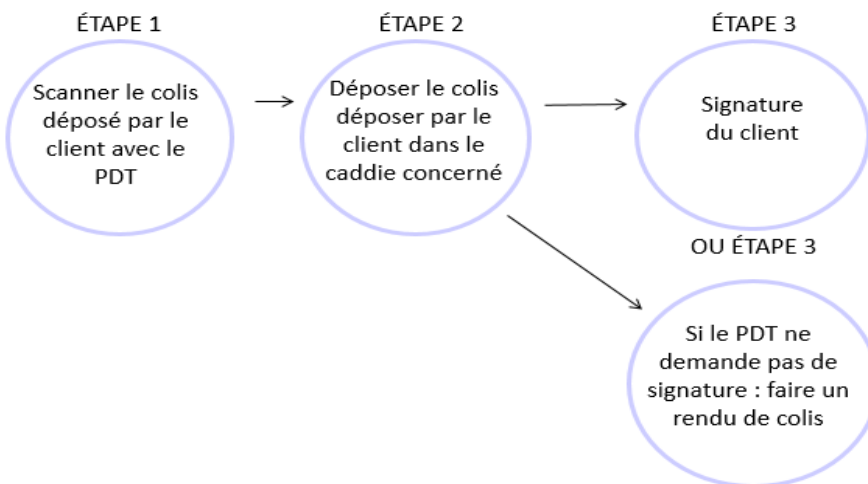 ÉTAPE 1
Scanner le colis
déposé par le
client avec le
PDT
ÉTAPE 2
Déposer le colis
déposer par le
client dans le
caddie concerné
ÉTAPE 3
Signature
du client
OU ÉTAPE 3
Si le PDT ne
demande pas de
signature : faire un
rendu de colis